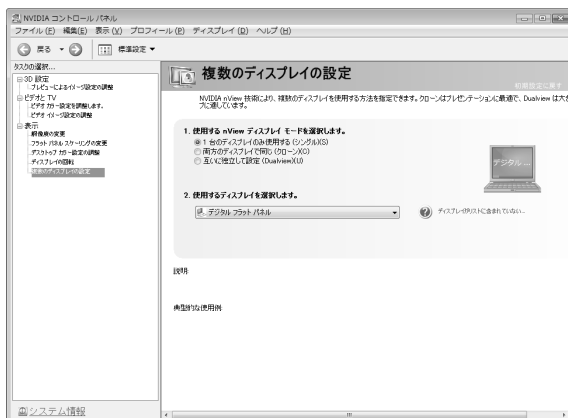 NVIDIA コントロール パネル
ファイル(F) 編集(E) 表示(V) プロフィール(P) ディスプレイ(D) ヘルプ(H)
戻る 標準設定
タスクの選択...
3D 設定
プレビューによるイメージ設定の調整
ビデオと TV
ビデオ カラー設定を調整します。
ビデオ イメージ設定の調整
表示
解像度の変更
フラット パネル スケーリングの変更
デスクトップ カラー設定の調整
ディスプレイの回転
複数のディスプレイの設定
システム情報
複数のディスプレイの設定
初期設定に戻す
NVIDIA nView 技術により、複数のディスプレイを使用する方法を指定できます。クローンはプレゼンテーションに最適で、Dualview は大き
プに適しています。
1. 使用する nView ディスプレイ モードを選択します。
1 台のディスプレイのみ使用する (シングル)(S)
両方のディスプレイで同じ (クローン)(O)
互いに独立して設定 (Dualview)(U)
デジタル ...
2. 使用するディスプレイを選択します。
デジタル フラット パネル
ディスプレイがリストに含まれていない...
説明:
典型的な使用例: